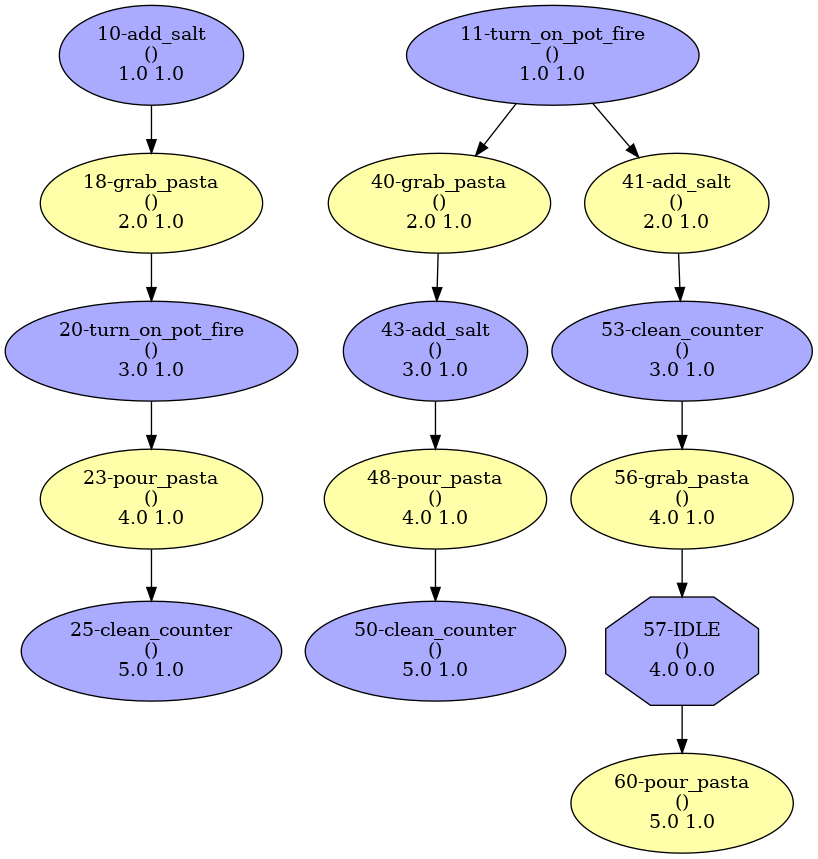 10-add_salt
()
1.0 1.0
11-turn_on_pot_fire
()
1.0 1.0
18-grab_pasta
()
2.0 1.0
40-grab_pasta
()
2.0 1.0
41-add_salt
()
2.0 1.0
20-turn_on_pot_fire
()
3.0 1.0
43-add_salt
()
3.0 1.0
53-clean_counter
()
3.0 1.0
23-pour_pasta
()
4.0 1.0
48-pour_pasta
()
4.0 1.0
56-grab_pasta
()
4.0 1.0
25-clean_counter
()
5.0 1.0
50-clean_counter
()
5.0 1.0
57-IDLE
()
4.0 0.0
60-pour_pasta
()
5.0 1.0